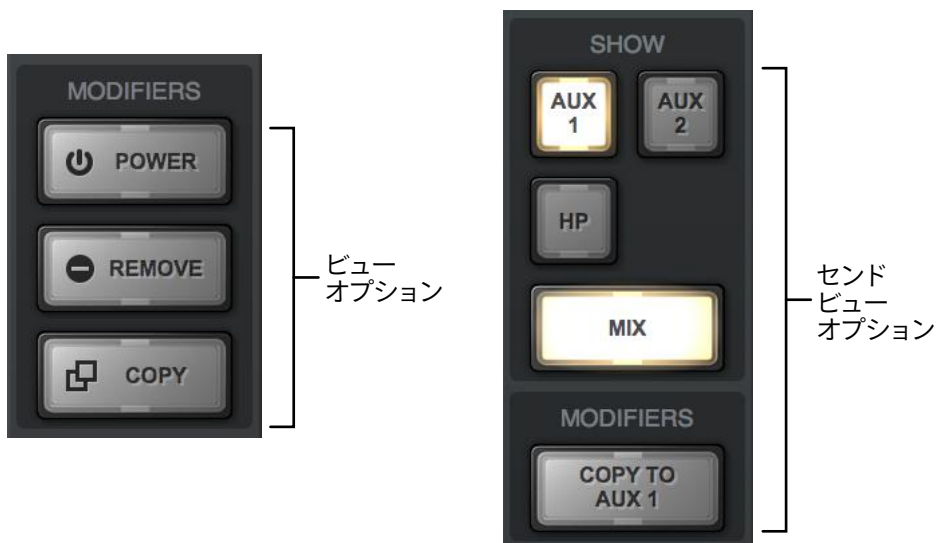 MODIFIERS
POWER
REMOVE
COPY
ビュー
オプション
SHOW
AUX
1
AUX
2
HP
MIX
MODIFIERS
COPY TO
AUX 1
センド
ビュー
オプション